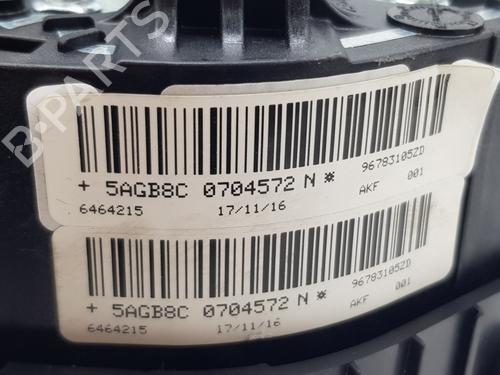 B-PARTS
96783105ZD
+ 5AGB8C 0704572 N *
6464215 17/11/16 AKF 001
96783105ZD
+ 5AGB8C 0704572 N *
6464215 17/11/16 AKF 001